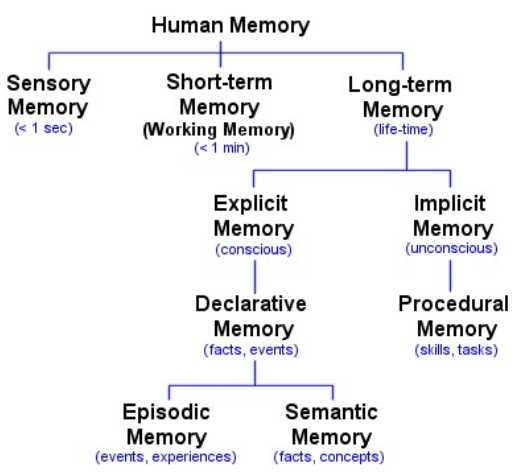 Human Memory
Sensory
Memory
(< 1 sec)
Short-term
Memory
(Working Memory)
(< 1 min)
Long-term
Memory
(life-time)
Explicit
Memory
(conscious)
Implicit
Memory
(unconscious)
Declarative
Memory
(facts, events)
Procedural
Memory
(skills, tasks)
Episodic
Memory
(events, experiences)
Semantic
Memory
(facts, concepts)